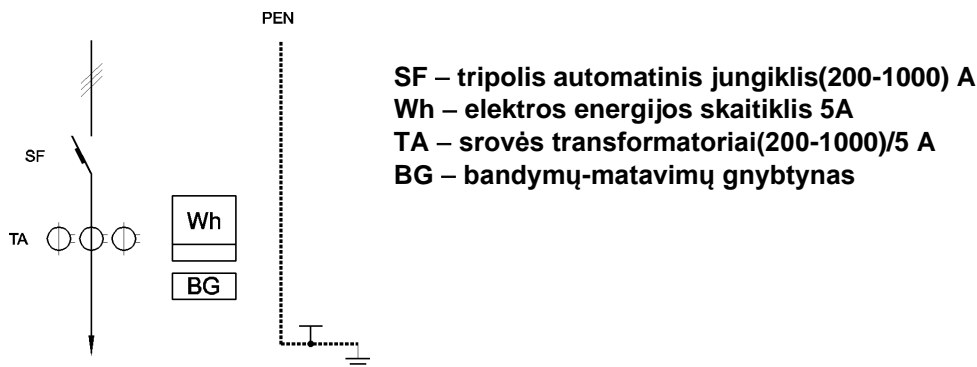 PEN
SF – tripolis automatinis jungiklis(200-1000) A
Wh – elektros energijos skaitiklis 5A
TA – srovės transformatoriai(200-1000)/5 A
BG – bandymų-matavimų gnybtynas
SF
TA
Wh
BG